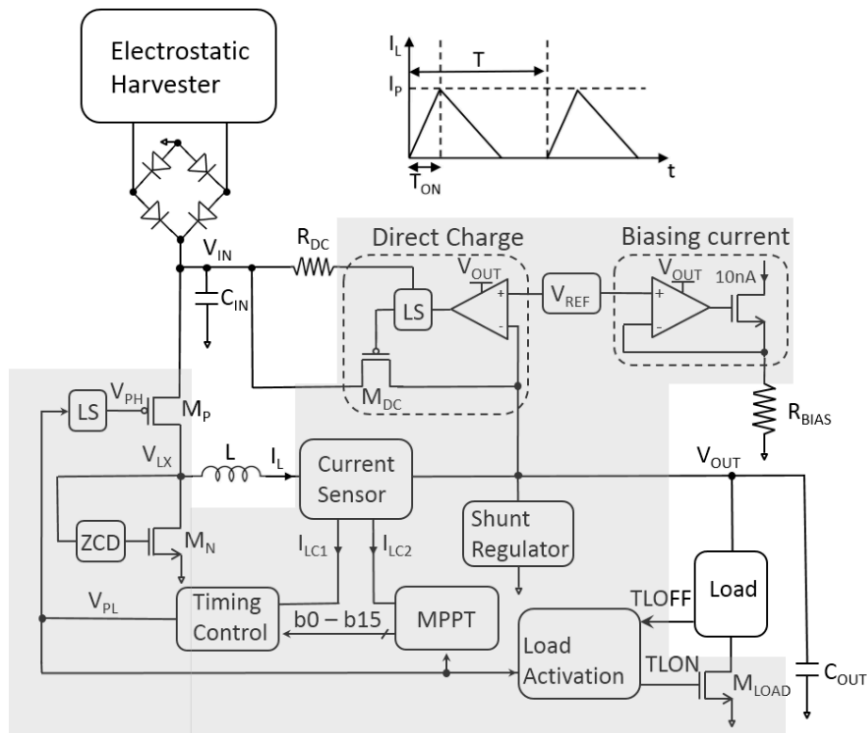 Electrostatic
Harvester
I_L
T
I_P
T_ON
t
V_IN
R_DC
Direct Charge
Biasing current
C_IN
LS
V_OUT
+
-
V_REF
V_OUT
+
-
10nA
M_DC
R_BIAS
LS
V_PH
M_P
V_LX
L
I_L
Current
Sensor
V_OUT
ZCD
M_N
I_LC1
I_LC2
Shunt
Regulator
V_PL
Timing
Control
b0 – b15
MPPT
Load
Activation
TLOFF
Load
TLON
M_LOAD
C_OUT